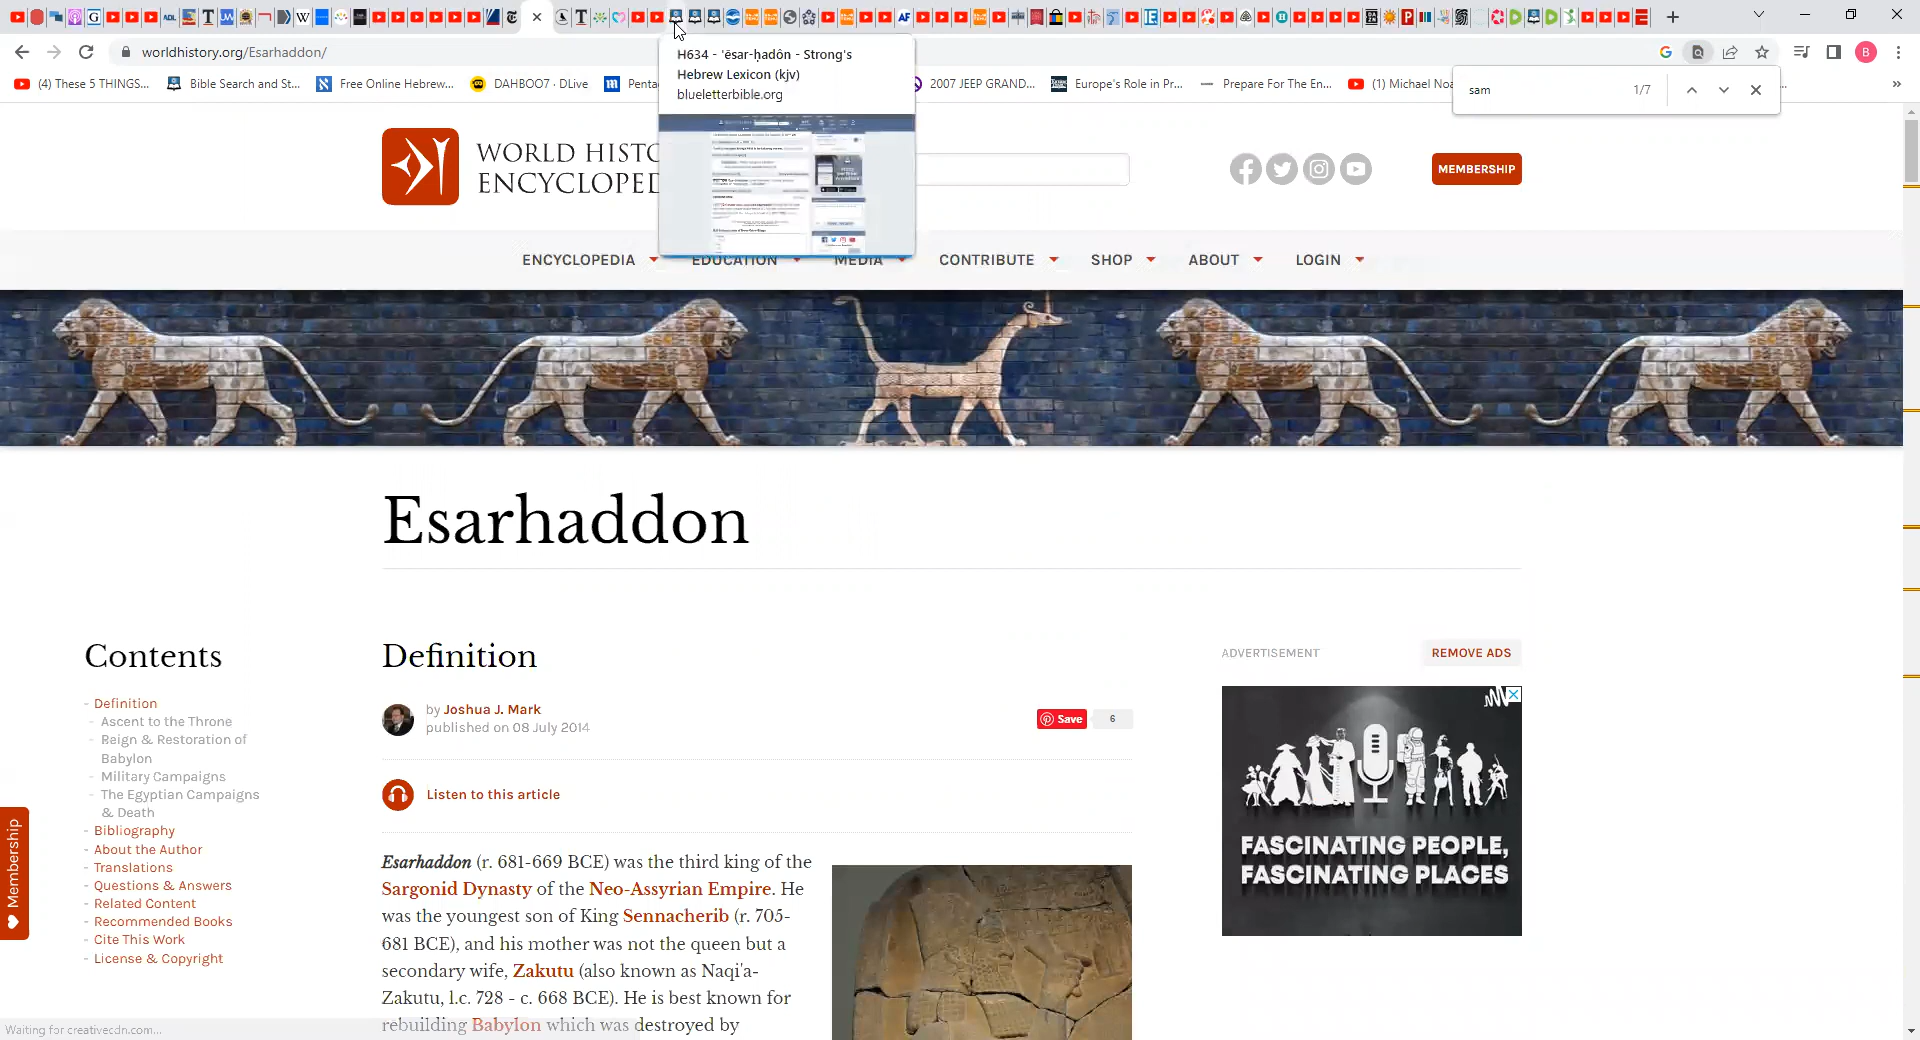 worldhistory.org/Esarhaddon/
B
(4) These 5 THINGS...
Bible Search and St...
Free Online Hebrew...
DAHBOO7 - DLive
Penta
2007 JEEP GRAND...
Europe's Role in Pr...
Prepare For The En...
(1) Michael Noa
»
H634 - 'ēsar-ḥadôn - Strong's
Hebrew Lexicon (kjv)
blueletterbible.org
sam
1/7
WORLD HISTO
ENCYCLOPED
MEMBERSHIP
ENCYCLOPEDIA
EDUCATION
MEDIA
CONTRIBUTE
SHOP
ABOUT
LOGIN
Esarhaddon
Contents
- Definition
- Ascent to the Throne
- Reign & Restoration of
Babylon
- Military Campaigns
- The Egyptian Campaigns
& Death
- Bibliography
- About the Author
- Translations
- Questions & Answers
- Related Content
- Recommended Books
- Cite This Work
- License & Copyright
Membership
Definition
by Joshua J. Mark
published on 08 July 2014
Save
6
Listen to this article
Esarhaddon (r. 681-669 BCE) was the third king of the
Sargonid Dynasty of the Neo-Assyrian Empire. He
was the youngest son of King Sennacherib (r. 705-
681 BCE), and his mother was not the queen but a
secondary wife, Zakutu (also known as Naqi'a-
Zakutu, l.c. 728 - c. 668 BCE). He is best known for
rebuilding Babylon which was destroyed by
ADVERTISEMENT
REMOVE ADS
FASCINATING PEOPLE,
FASCINATING PLACES
Waiting for creativecdn.com...